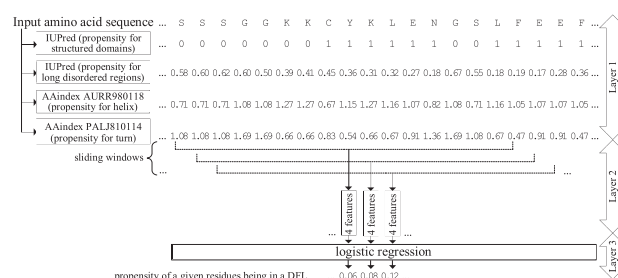 Input amino acid sequence ... S S S G G K K C Y K L E N G S L F E E F ...
IUPred (propensity for structured domains) ... 0 0 0 0 0 0 0 1 1 1 1 1 1 0 0 1 1 1 1 1 ...
IUPred (propensity for long disordered regions) ... 0.58 0.60 0.62 0.60 0.50 0.39 0.41 0.45 0.36 0.31 0.32 0.27 0.18 0.67 0.55 0.18 0.19 0.17 0.28 0.36 ...
AAindex AURR980118 (propensity for helix) ... 0.71 0.71 0.71 1.08 1.08 1.27 1.27 0.67 1.15 1.27 1.16 1.07 0.82 1.08 0.71 1.16 1.05 1.07 1.07 1.05 ...
AAindex PALJ810114 (propensity for turn) ... 1.08 1.08 1.08 1.69 1.69 0.66 0.66 0.83 0.54 0.66 0.67 0.91 1.36 1.69 1.08 0.67 0.47 0.91 0.91 0.47 ...
Layer 1
sliding windows
... ...
Layer 2
... 4 features 4 features 4 features ...
logistic regression
Layer 3
propensity of a given residues being in a DFL 0.06 0.08 0.12